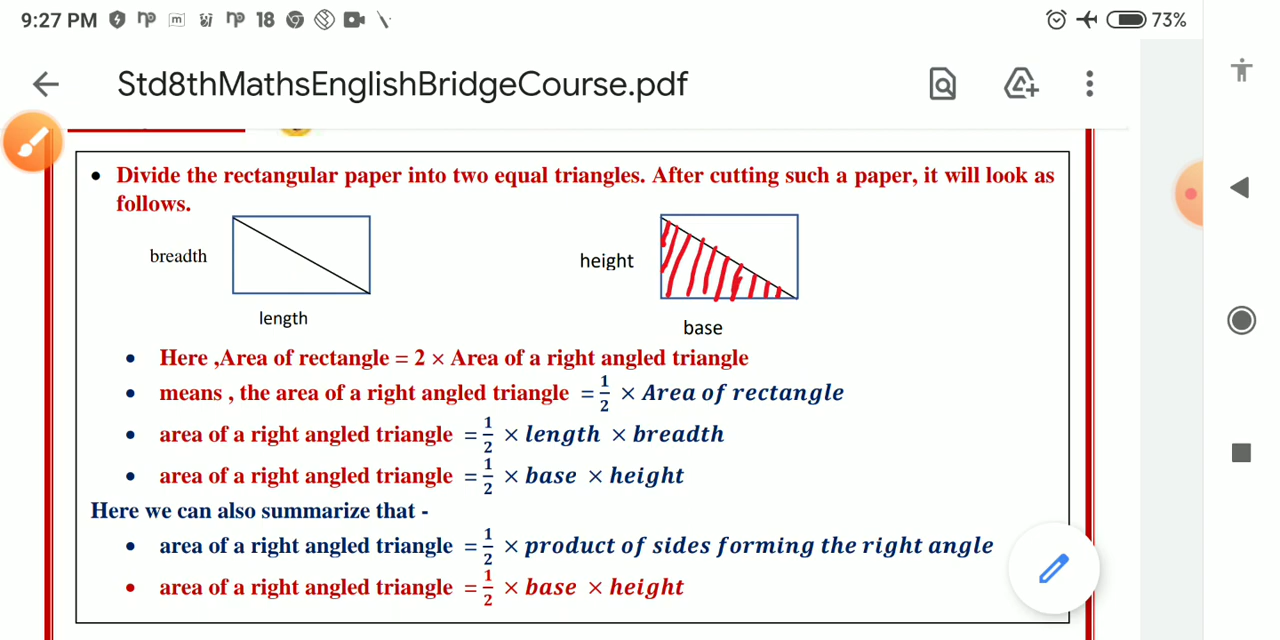 9:27 PM 18 73%
Std8thMathsEnglishBridgeCourse.pdf
• Divide the rectangular paper into two equal triangles. After cutting such a paper, it will look as
follows.
breadth
height
length
base
• Here ,Area of rectangle = 2 × Area of a right angled triangle
• means , the area of a right angled triangle = 1/2 × Area of rectangle
• area of a right angled triangle = 1/2 × length × breadth
• area of a right angled triangle = 1/2 × base × height
Here we can also summarize that -
• area of a right angled triangle = 1/2 × product of sides forming the right angle
• area of a right angled triangle = 1/2 × base × height